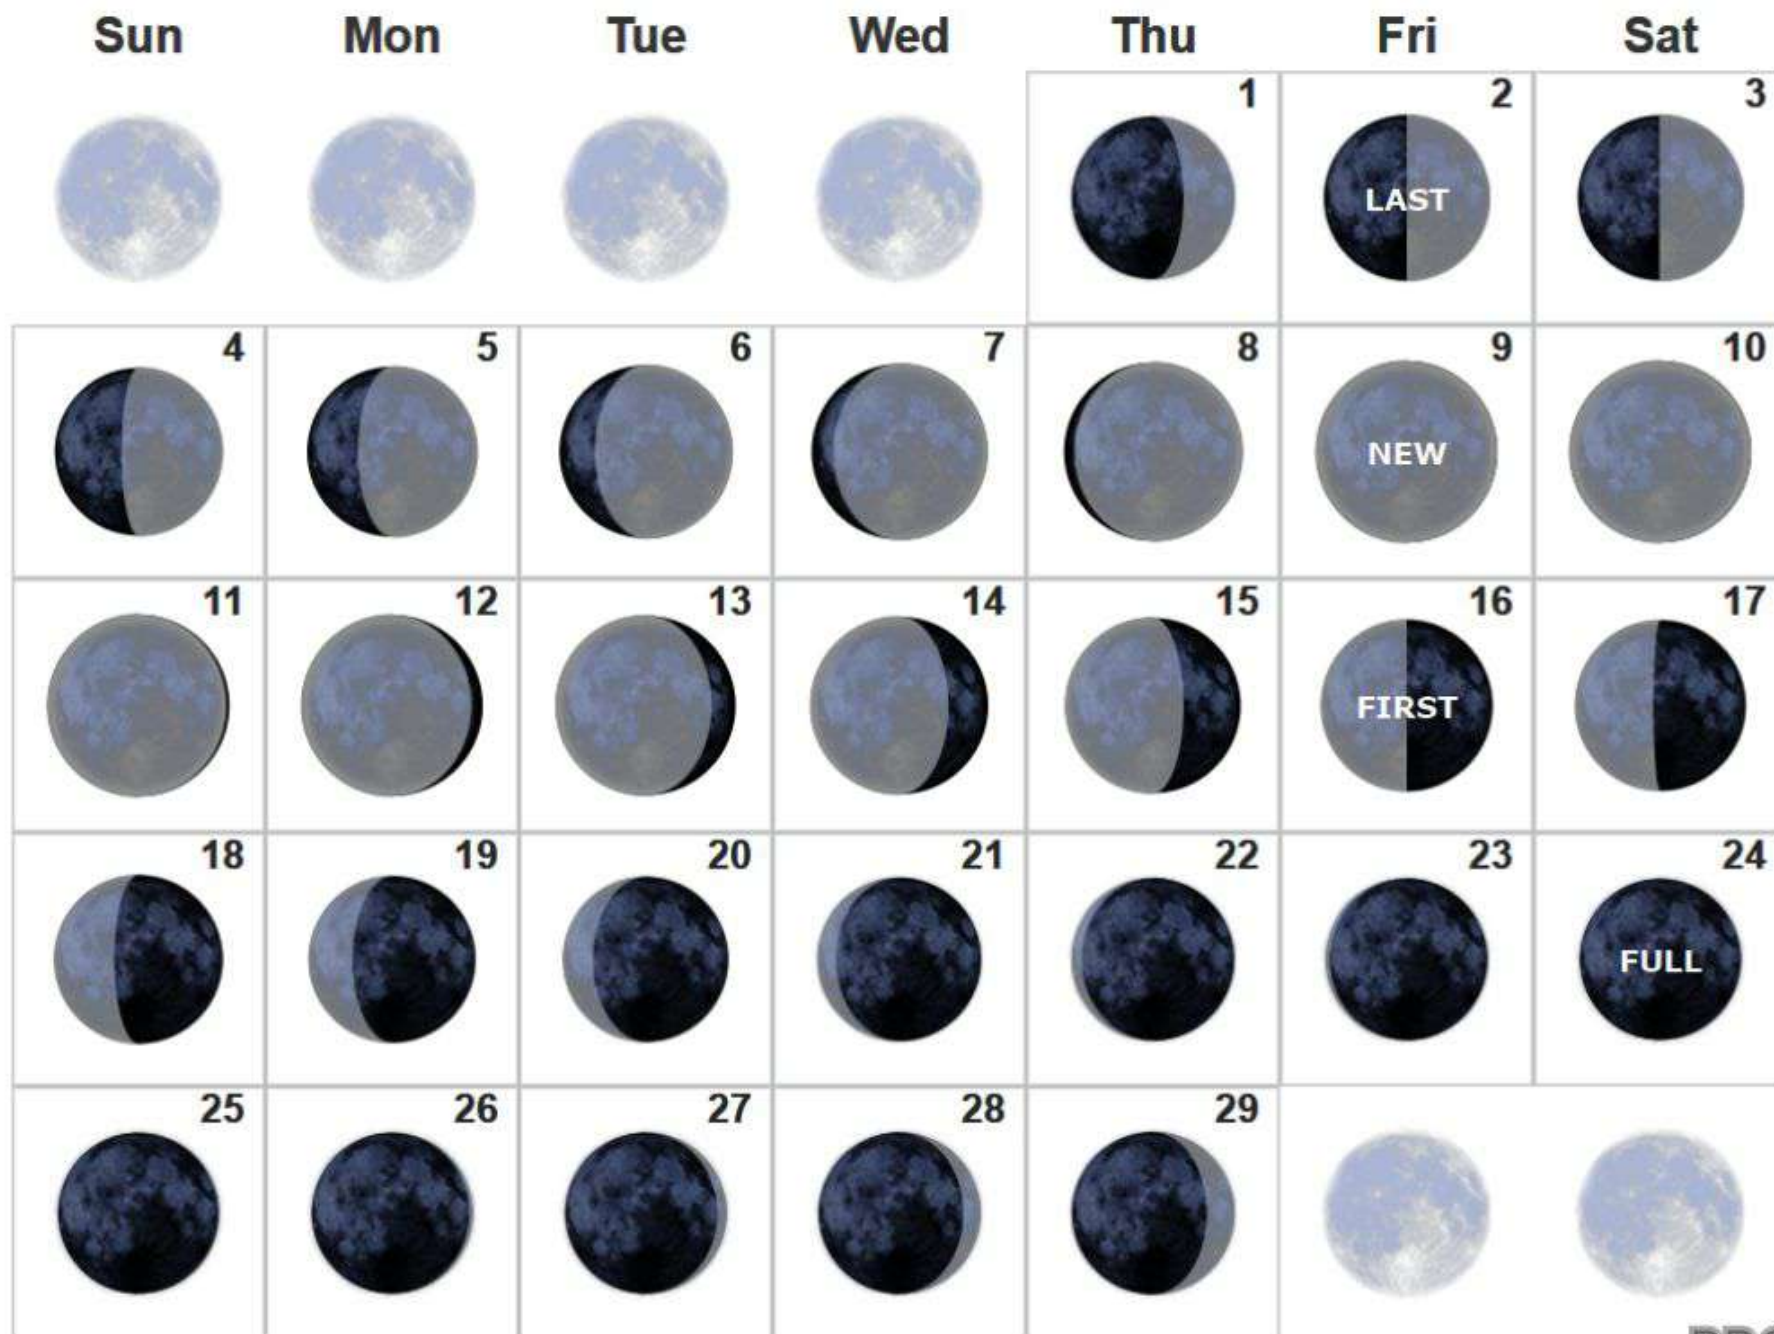 Sun Mon Tue Wed Thu Fri Sat
1 2 3
LAST
4 5 6 7 8 9 10
NEW
11 12 13 14 15 16 17
FIRST
18 19 20 21 22 23 24
FULL
25 26 27 28 29